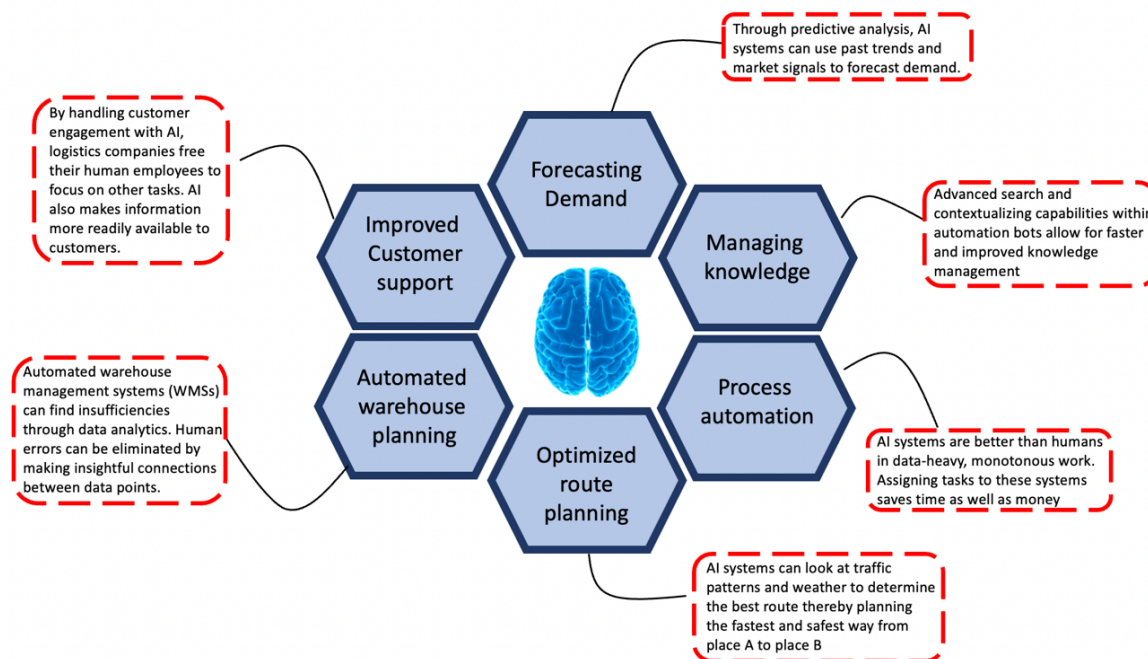 Through predictive analysis, AI
systems can use past trends and
market signals to forecast demand.
By handling customer
engagement with AI,
logistics companies free
their human employees to
focus on other tasks. AI
also makes information
more readily available to
customers.
Forecasting
Demand
Improved
Customer
support
Managing
knowledge
Advanced search and
contextualizing capabilities within
automation bots allow for faster
and improved knowledge
management
Automated warehouse
management systems (WMSs)
can find insufficiencies
through data analytics. Human
errors can be eliminated by
making insightful connections
between data points.
Automated
warehouse
planning
Process
automation
Optimized
route
planning
AI systems are better than humans
in data-heavy, monotonous work.
Assigning tasks to these systems
saves time as well as money
AI systems can look at traffic
patterns and weather to determine
the best route thereby planning
the fastest and safest way from
place A to place B